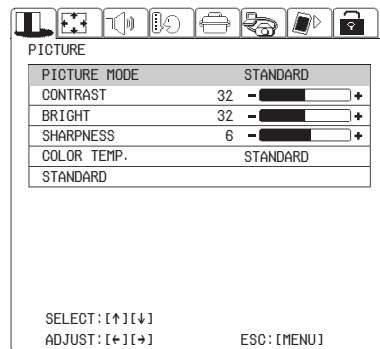 PICTURE
PICTURE MODE STANDARD
CONTRAST 32 - +
BRIGHT 32 - +
SHARPNESS 6 - +
COLOR TEMP. STANDARD
STANDARD
SELECT:[↑][↓]
ADJUST:[←][→] ESC:[MENU]